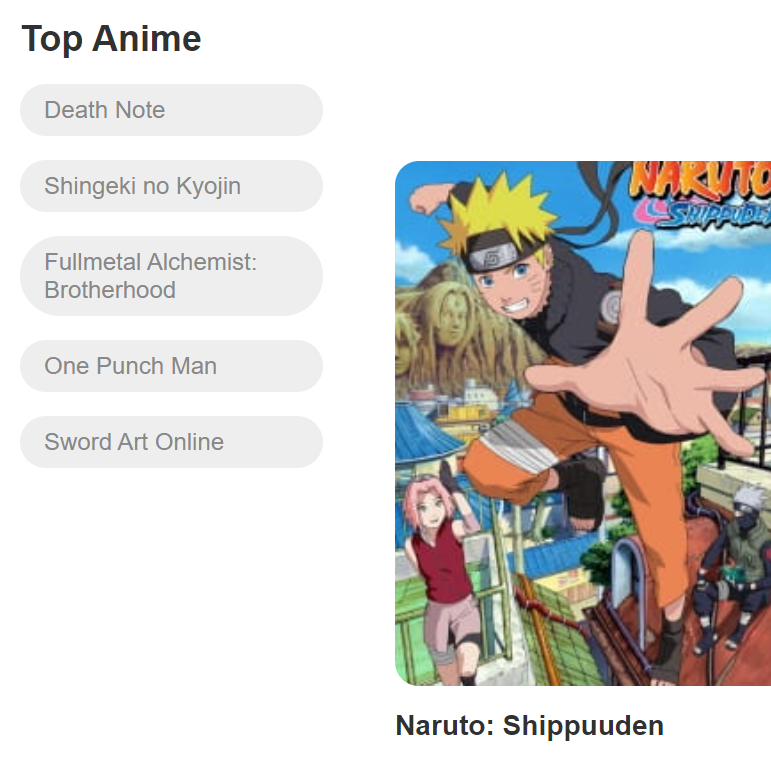 Top Anime
Death Note
Shingeki no Kyojin
Fullmetal Alchemist:
Brotherhood
One Punch Man
Sword Art Online
NARUTO
SHIPPUDEN
Naruto: Shippuuden